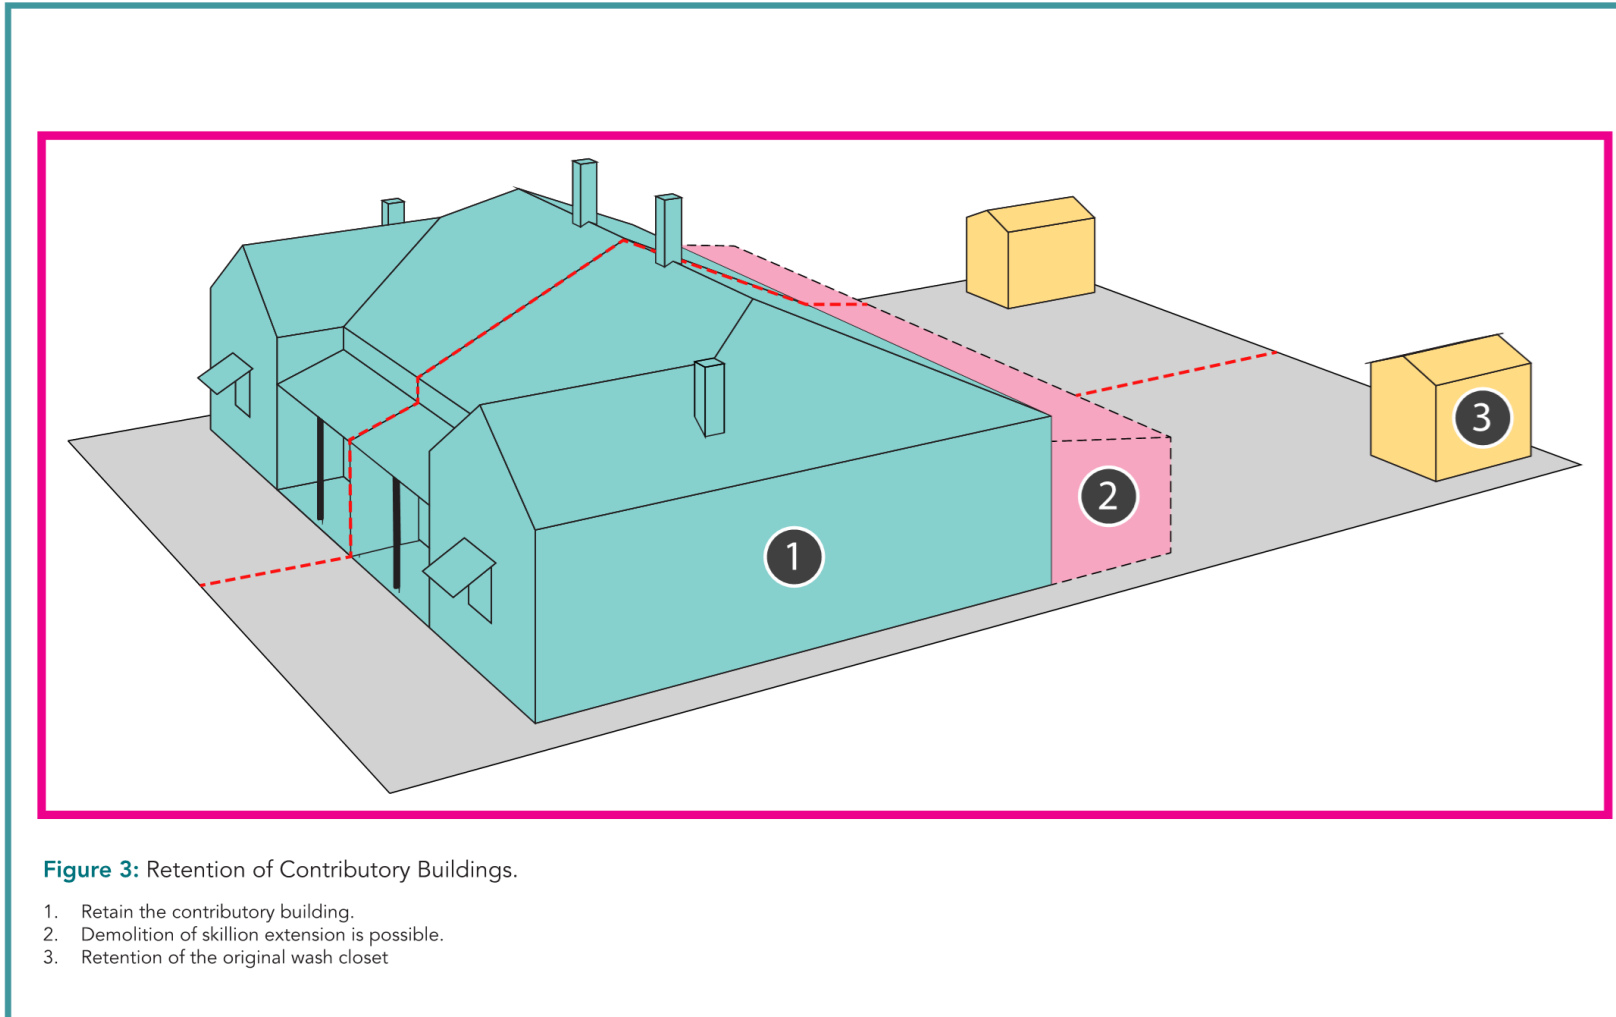 1
2
3
Figure 3: Retention of Contributory Buildings.
1. Retain the contributory building.
2. Demolition of skillion extension is possible.
3. Retention of the original wash closet